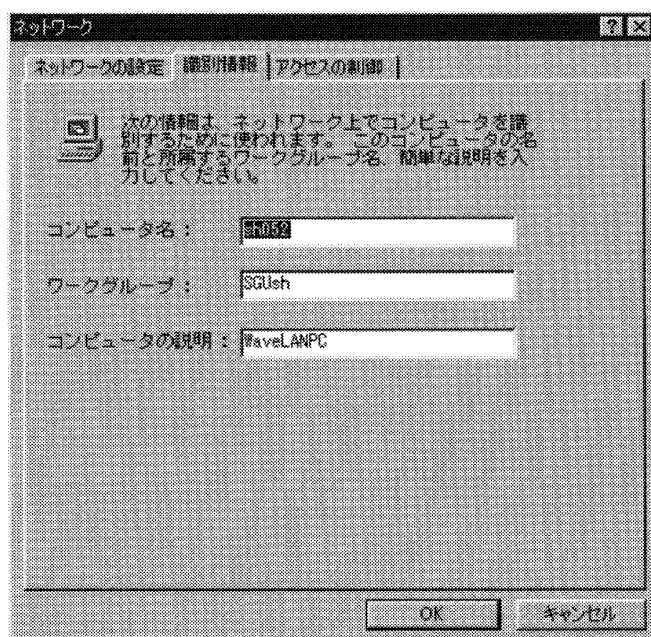 ネットワーク
ネットワークの設定 識別情報 アクセスの制御
次の情報は、ネットワーク上でコンピュータを識
別するために使われます。このコンピュータの名
前と所属するワークグループ名、簡単な説明を入
力してください。
コンピュータ名： sh052
ワークグループ： SGUsh
コンピュータの説明： WaveLANPC
OK キャンセル